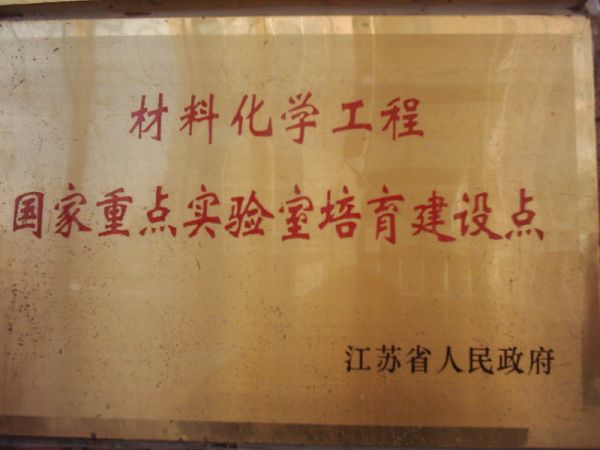 材料化学工程
国家重点实验室培育建设点
江苏省人民政府